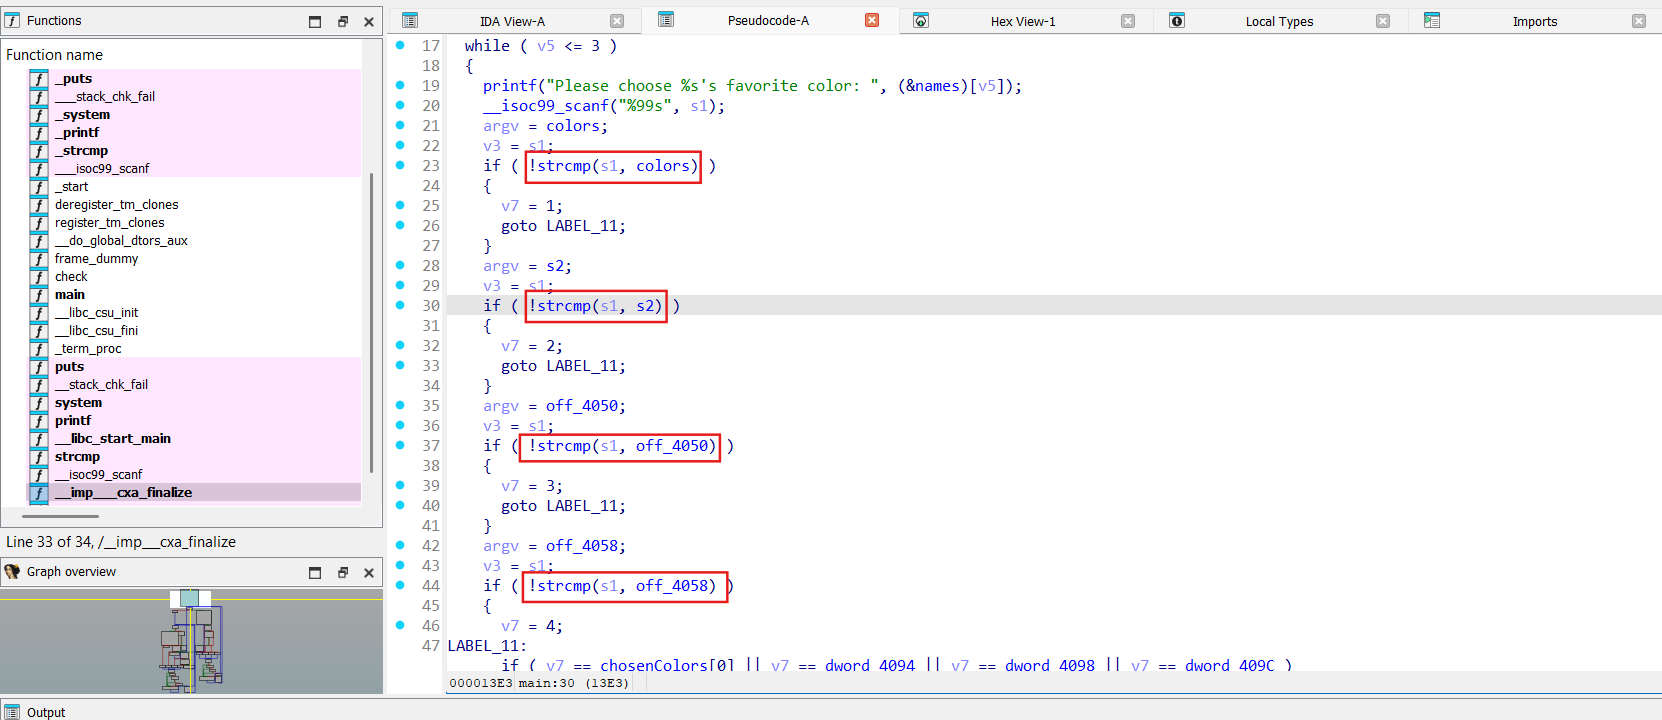 Functions
Function name
_puts
___stack_chk_fail
_system
_printf
_strcmp
___isoc99_scanf
_start
deregister_tm_clones
register_tm_clones
__do_global_dtors_aux
frame_dummy
check
main
__libc_csu_init
__libc_csu_fini
_term_proc
puts
__stack_chk_fail
system
printf
__libc_start_main
strcmp
__isoc99_scanf
__imp___cxa_finalize
Line 33 of 34, /__imp___cxa_finalize
Graph overview
IDA View-A
Pseudocode-A
Hex View-1
Local Types
Imports
17 while ( v5 <= 3 )
18 {
19 printf("Please choose %s's favorite color: ", (&names)[v5]);
20 __isoc99_scanf("%99s", s1);
21 argv = colors;
22 v3 = s1;
23 if ( !strcmp(s1, colors) )
24 {
25 v7 = 1;
26 goto LABEL_11;
27 }
28 argv = s2;
29 v3 = s1;
30 if ( !strcmp(s1, s2) )
31 {
32 v7 = 2;
33 goto LABEL_11;
34 }
35 argv = off_4050;
36 v3 = s1;
37 if ( !strcmp(s1, off_4050) )
38 {
39 v7 = 3;
40 goto LABEL_11;
41 }
42 argv = off_4058;
43 v3 = s1;
44 if ( !strcmp(s1, off_4058) )
45 {
46 v7 = 4;
47 LABEL_11:
if ( v7 == chosenColors[0] || v7 == dword_4094 || v7 == dword_4098 || v7 == dword_409C )
000013E3 main:30 (13E3)
Output